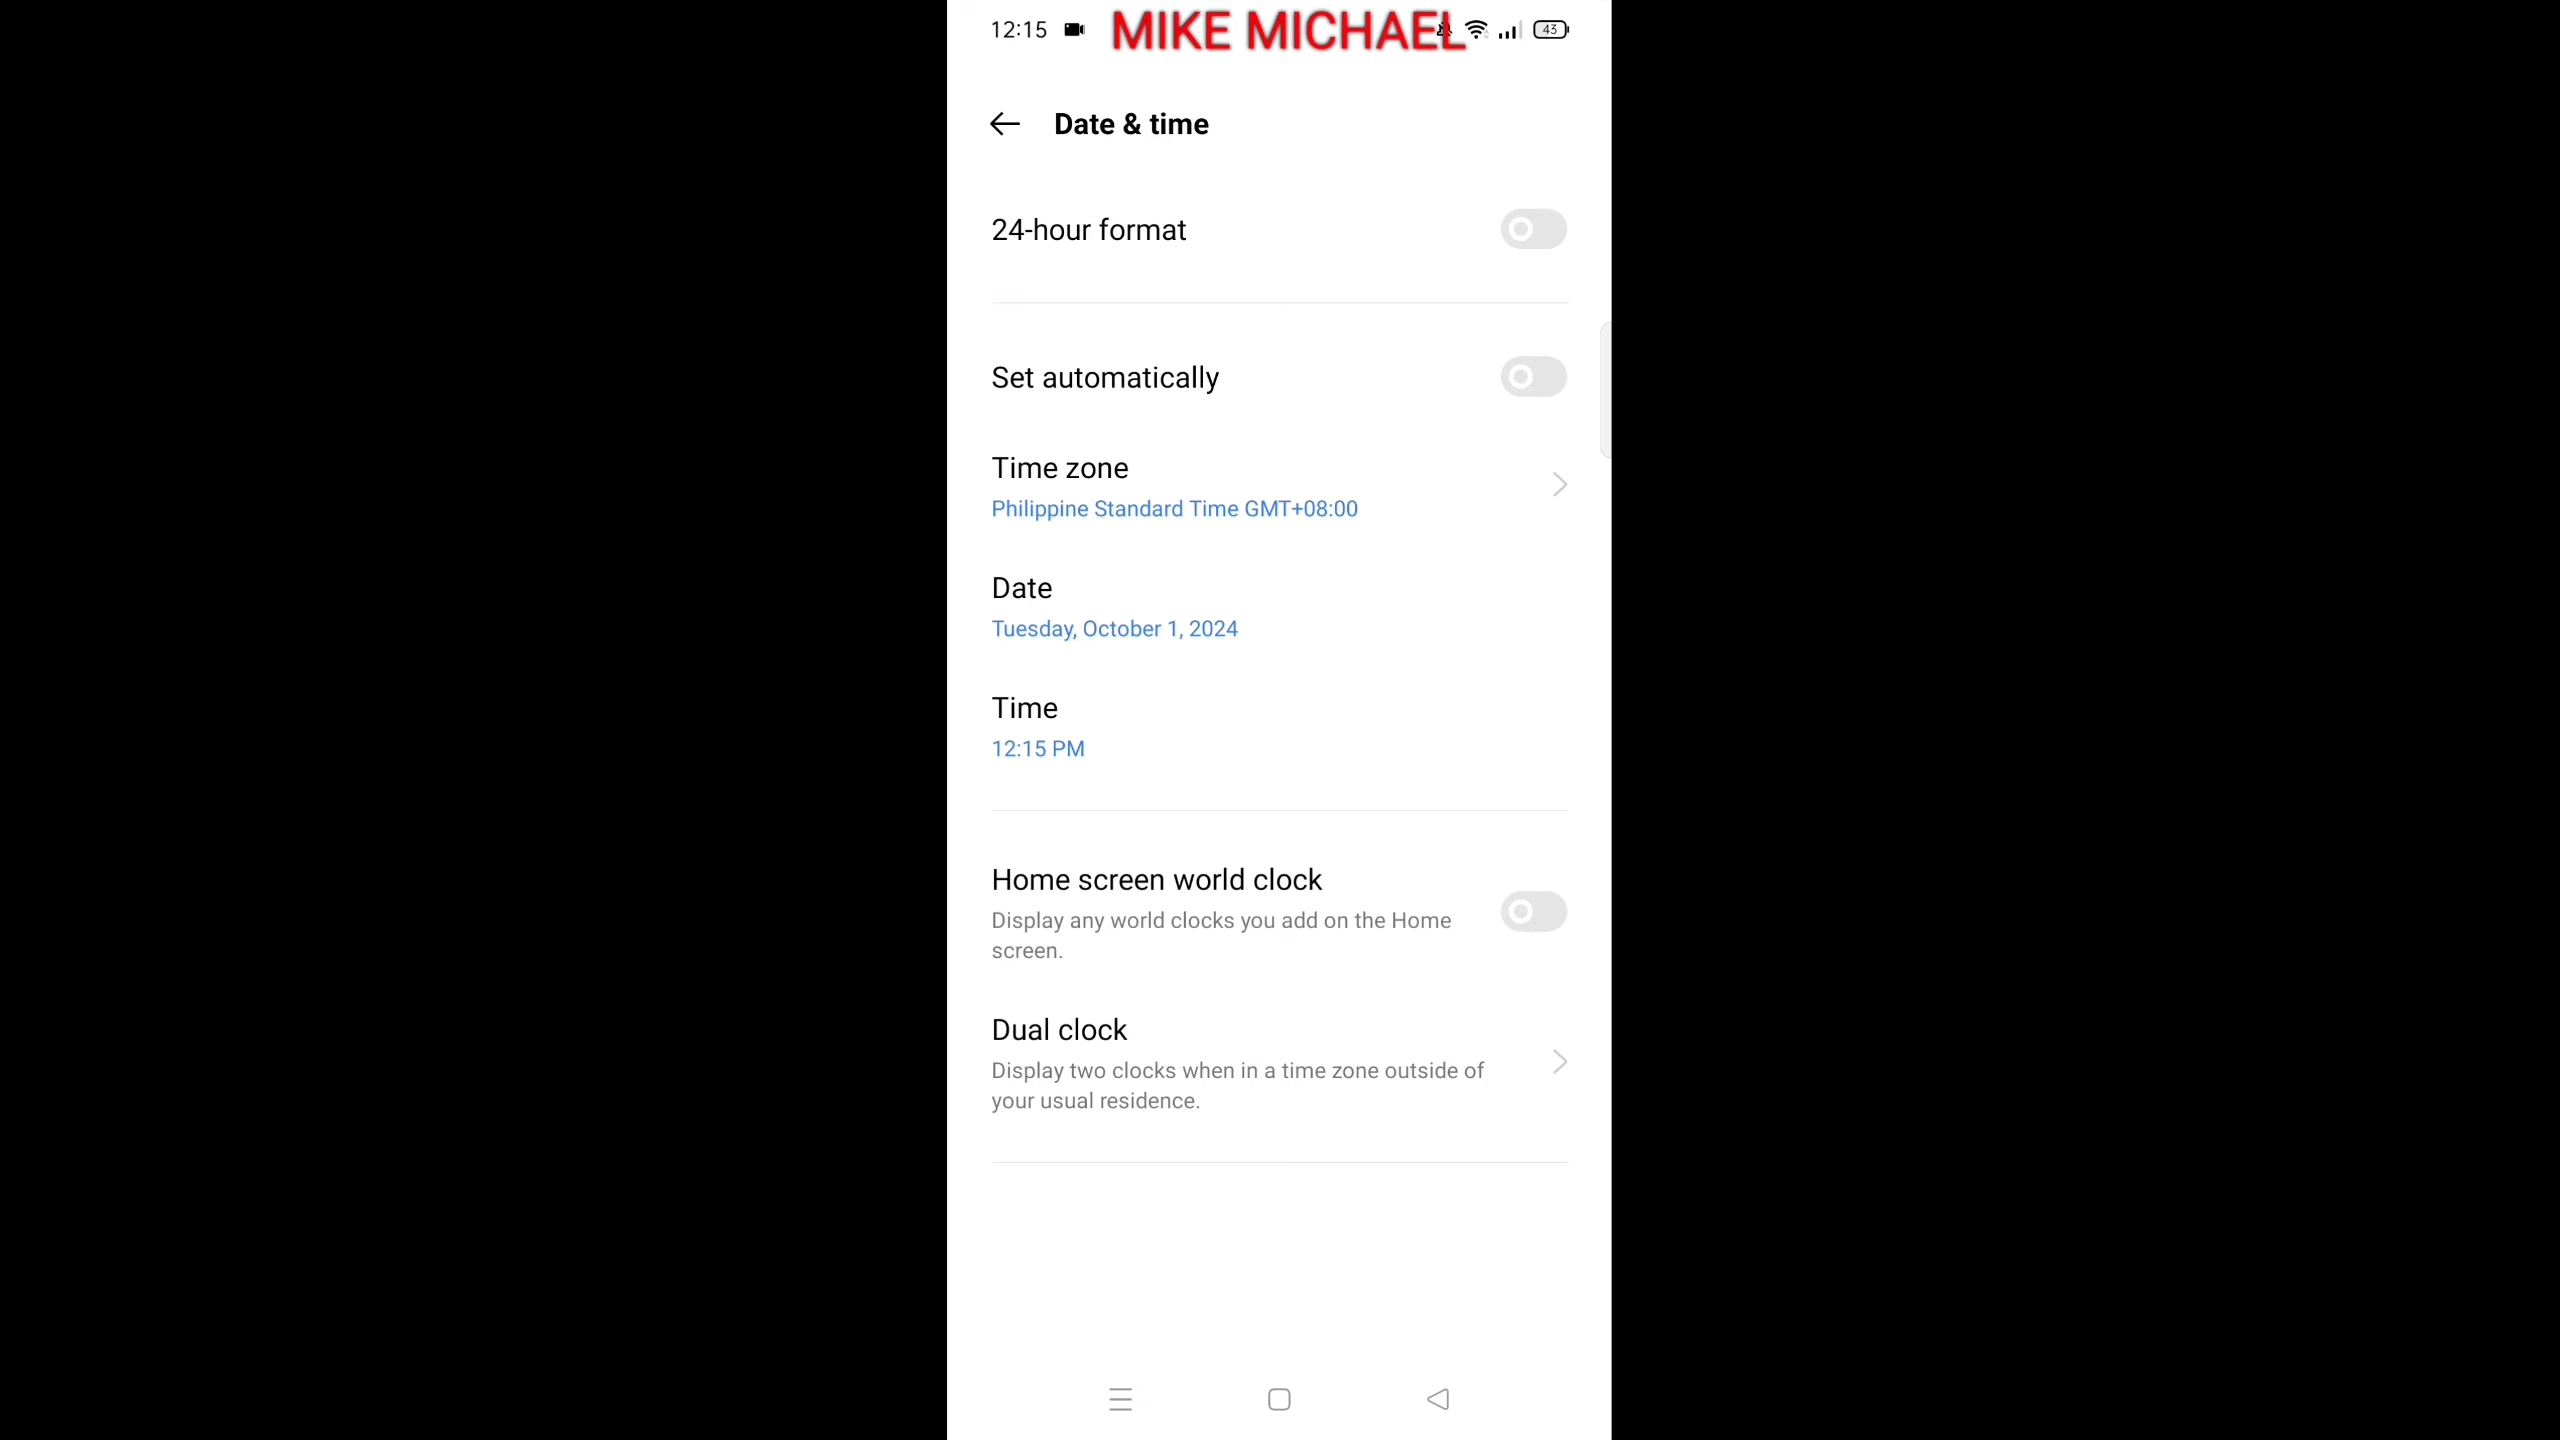 12:15
MIKE MICHAEL
43
Date & time
24-hour format
Set automatically
Time zone
Philippine Standard Time GMT+08:00
Date
Tuesday, October 1, 2024
Time
12:15 PM
Home screen world clock
Display any world clocks you add on the Home
screen.
Dual clock
Display two clocks when in a time zone outside of
your usual residence.